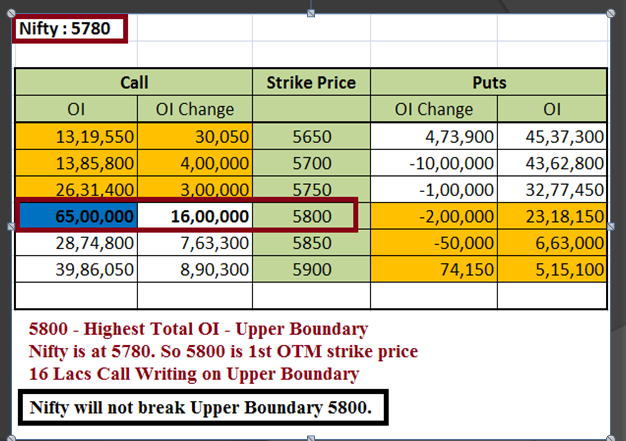 Nifty : 5780
Call Strike Price Puts
OI OI Change OI Change OI
13,19,550 30,050 5650 4,73,900 45,37,300
13,85,800 4,00,000 5700 -10,00,000 43,62,800
26,31,400 3,00,000 5750 -1,00,000 32,77,450
65,00,000 16,00,000 5800 -2,00,000 23,18,150
28,74,800 7,63,300 5850 -50,000 6,63,000
39,86,050 8,90,300 5900 74,150 5,15,100
5800 - Highest Total OI - Upper Boundary
Nifty is at 5780. So 5800 is 1st OTM strike price
16 Lacs Call Writing on Upper Boundary
Nifty will not break Upper Boundary 5800.